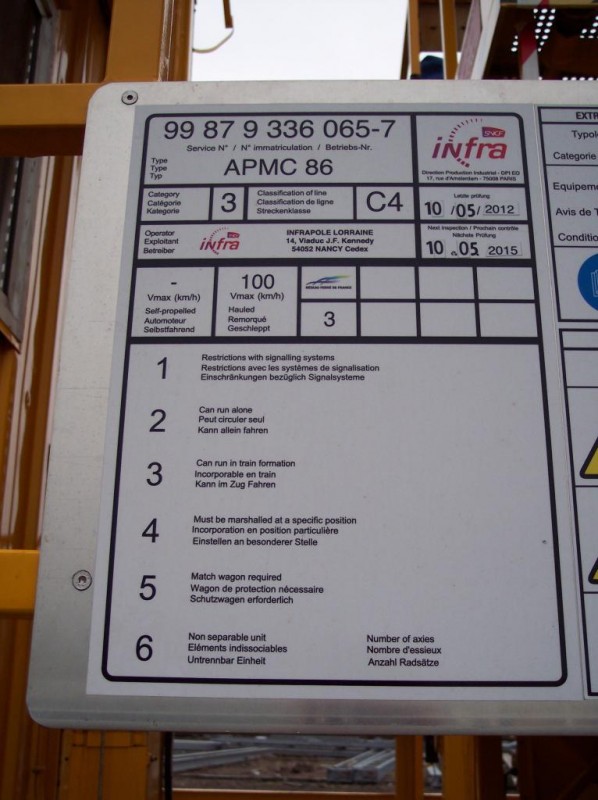 99 87 9 336 065-7
Service N° / N° immatriculation / Betriebs-Nr.
Type
Type
Typ
APMC 86
SNCF
infra
Direction Production Industriel - DPI EO
17, rue d'Amsterdam - 75008 PARIS
Category
Catégorie
Kategorie
3
Classification of line
Classification de ligne
Streckenklasse
C4
Letzte prüfung
10 /05/ 2012
Operator
Exploitant
Betreiber
infra
INFRAPOLE LORRAINE
14, Viaduc J.F. Kennedy
54052 NANCY Cedex
Next inspection / Prochain contrôle
Nächste Prüfung
10 05 2015
-
Vmax (km/h)
Self-propelled
Automoteur
Selbstfahrend
100
Vmax (km/h)
Hauled
Remorqué
Geschleppt
RÉSEAU FERRÉ DE FRANCE
3
1
Restrictions with signalling systems
Restrictions avec les systèmes de signalisation
Einschränkungen bezüglich Signalsysteme
2
Can run alone
Peut circuler seul
Kann allein fahren
3
Can run in train formation
Incorporable en train
Kann im Zug Fahren
4
Must be marshalled at a specific position
Incorporation en position particulière
Einstellen an besonderer Stelle
5
Match wagon required
Wagon de protection nécessaire
Schutzwagen erforderlich
6
Non separable unit
Eléments indissociables
Untrennbar Einheit
Number of axies
Nombre d'essieux
Anzahl Radsätze
EXTR
Typol
Categorie
Equipeme
Avis de T
Conditio